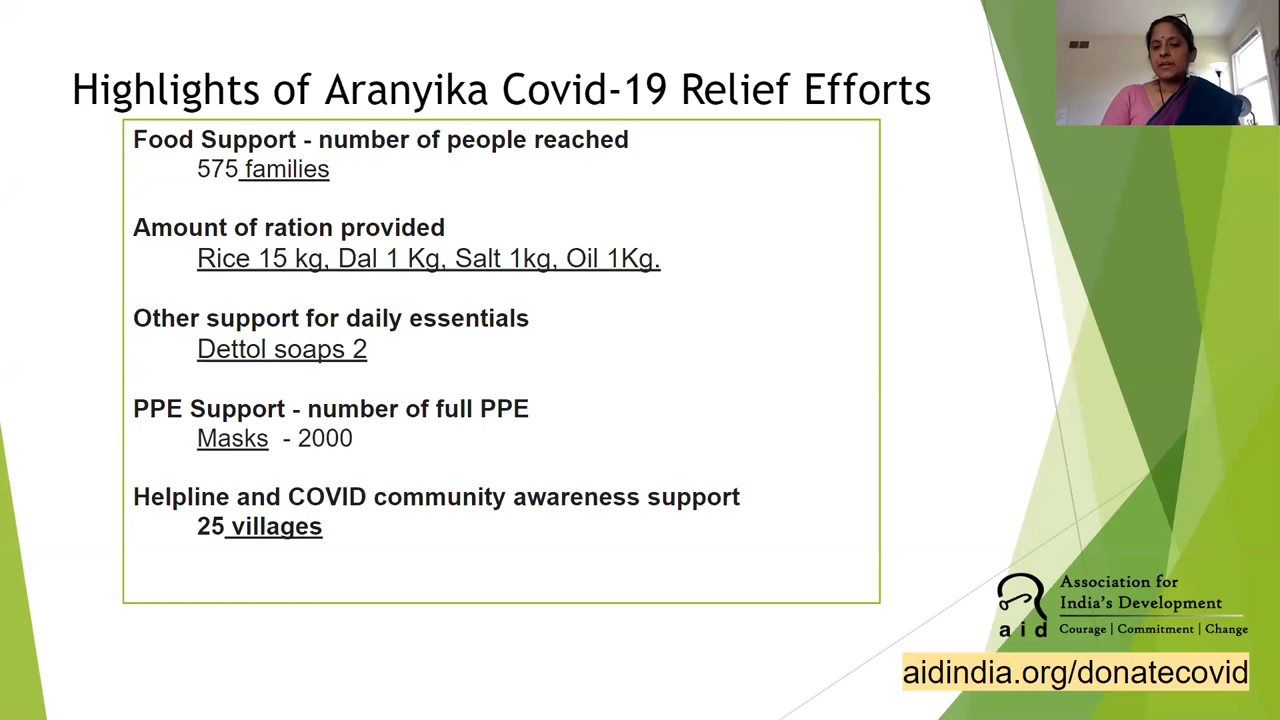 Highlights of Aranyika Covid-19 Relief Efforts
Food Support - number of people reached
575 families
Amount of ration provided
Rice 15 kg, Dal 1 Kg, Salt 1kg, Oil 1Kg.
Other support for daily essentials
Dettol soaps 2
PPE Support - number of full PPE
Masks - 2000
Helpline and COVID community awareness support
25 villages
aid
Association for
India's Development
Courage | Commitment | Change
aidindia.org/donatecovid